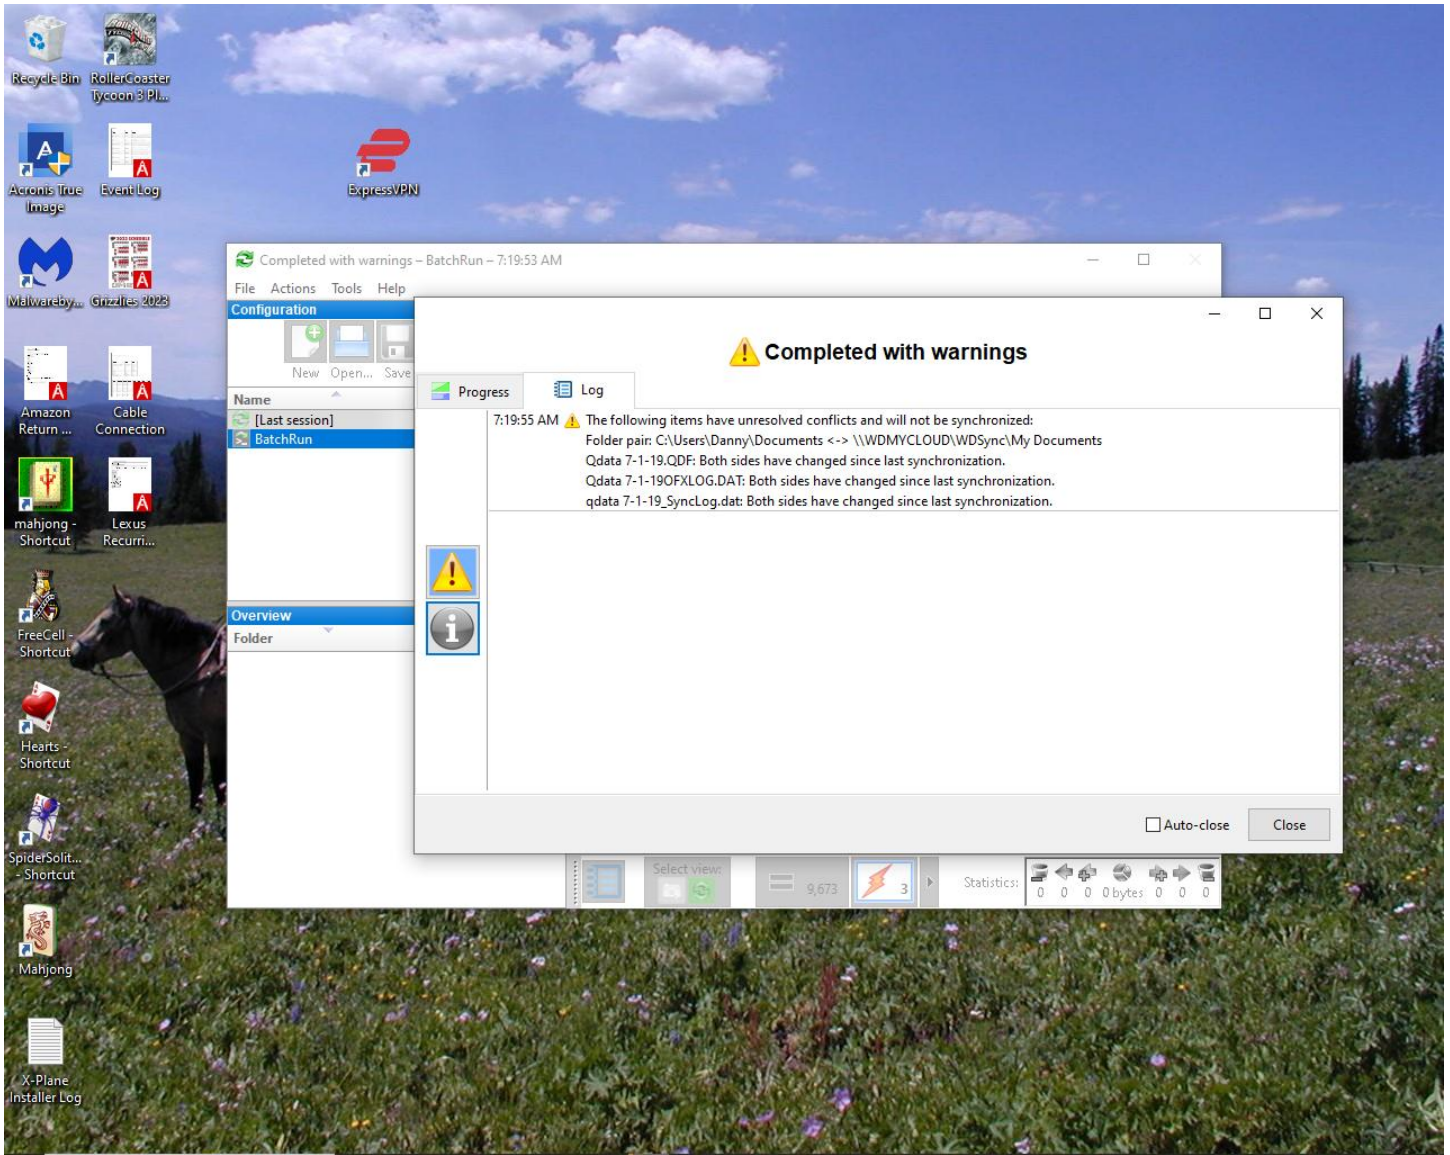 Recycle Bin
RollerCoaster
Tycoon 3 Pl...
Acronis True
Image
Event Log
ExpressVPN
Malwareby...
Grizzlies 2023
Amazon
Return ...
Cable
Connection
mahjong -
Shortcut
Lexus
Recurri...
FreeCell -
Shortcut
Hearts -
Shortcut
SpiderSolit...
- Shortcut
Mahjong
X-Plane
Installer Log
Completed with warnings – BatchRun – 7:19:53 AM
File Actions Tools Help
Configuration
New Open... Save
Name
[Last session]
BatchRun
Overview
Folder
Completed with warnings
Progress
Log
7:19:55 AM The following items have unresolved conflicts and will not be synchronized:
Folder pair: C:\Users\Danny\Documents <-> \\WDMYCLOUD\WDSync\My Documents
Qdata 7-1-19.QDF: Both sides have changed since last synchronization.
Qdata 7-1-19OFXLOG.DAT: Both sides have changed since last synchronization.
qdata 7-1-19_SyncLog.dat: Both sides have changed since last synchronization.
Auto-close
Close
Select view:
9,673
3
Statistics:
0 0 0 0 bytes 0 0 0